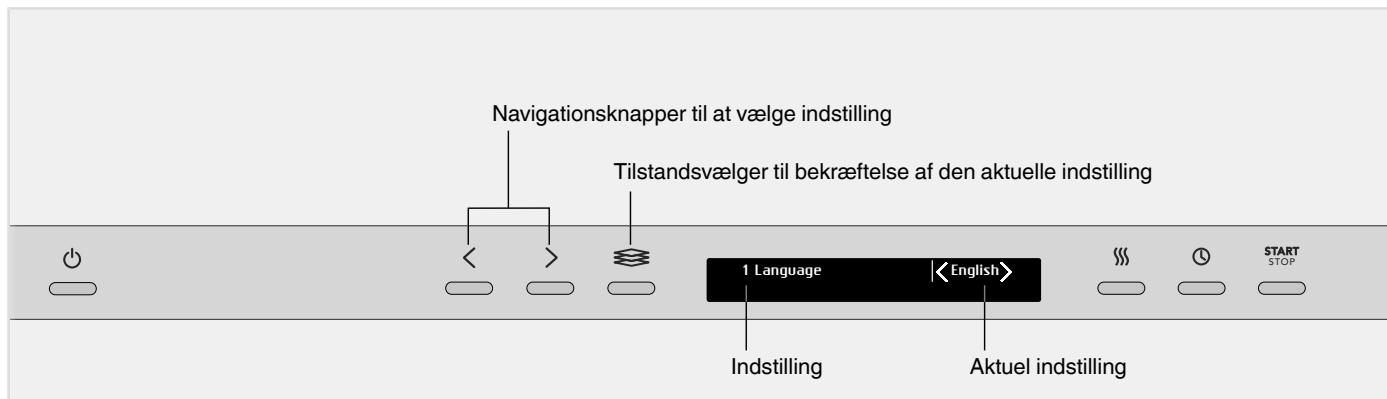 Navigationsknapper til at vælge indstilling
Tilstandsvælger til bekræftelse af den aktuelle indstilling
START
STOP
1 Language
English
Indstilling
Aktuel indstilling